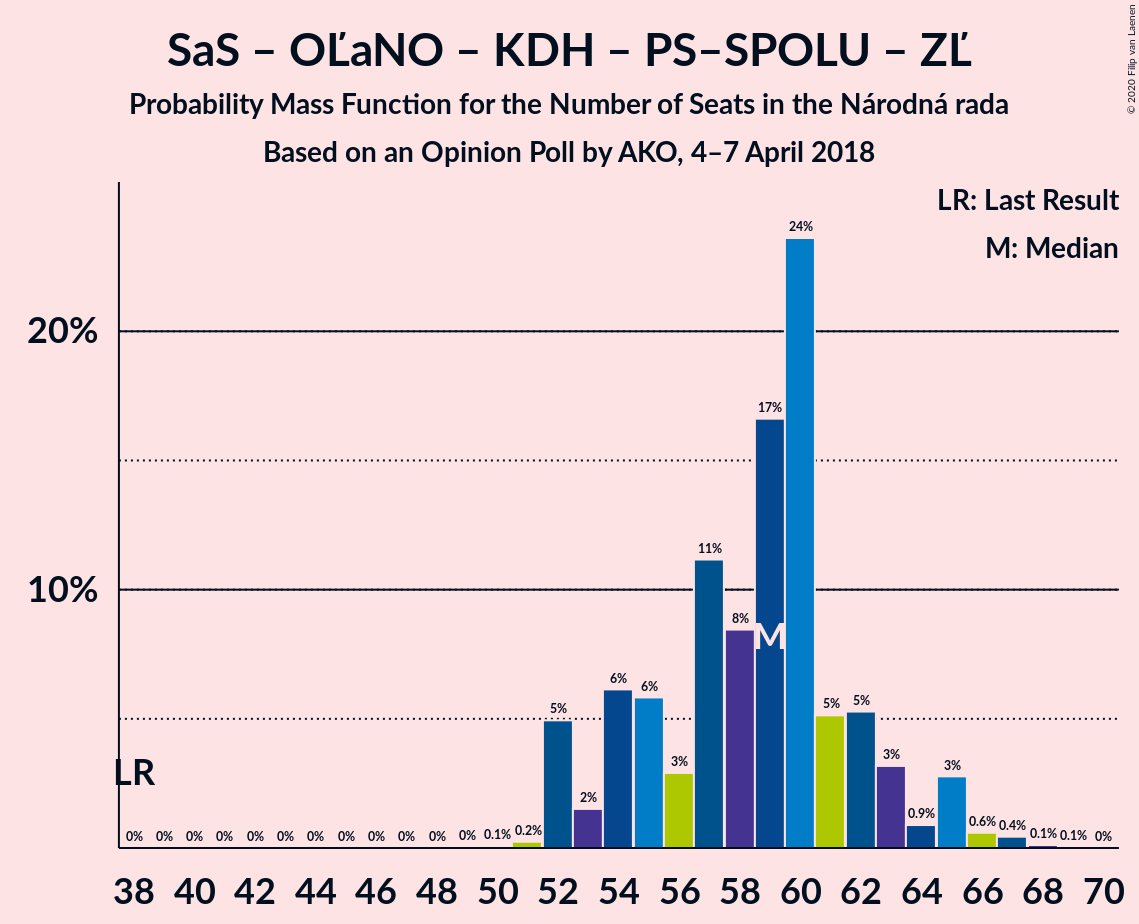 SaS – OĽaNO – KDH – PS–SPOLU – ZĽ
Probability Mass Function for the Number of Seats in the Národná rada
Based on an Opinion Poll by AKO, 4–7 April 2018
© 2020 Filip van Laenen
LR: Last Result
M: Median
20%
10%
LR
M
0% 0% 0% 0% 0% 0% 0% 0% 0% 0% 0% 0% 0.1% 0.2% 5% 2% 6% 6% 3% 11% 8% 17% 24% 5% 5% 3% 0.9% 3% 0.6% 0.4% 0.1% 0.1% 0%
38 40 42 44 46 48 50 52 54 56 58 60 62 64 66 68 70